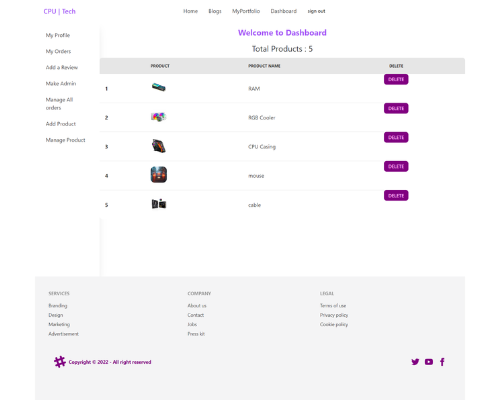 CPU | Tech
Home Blogs MyPortfolio Dashboard sign out
My Profile
My Orders
Add a Review
Make Admin
Manage All
orders
Add Product
Manage Product
Welcome to Dashboard
Total Products : 5
PRODUCT PRODUCT NAME DELETE
1 RAM DELETE
2 RGB Cooler DELETE
3 CPU Casing DELETE
4 mouse DELETE
5 cable DELETE
SERVICES
Branding
Design
Marketing
Advertisement
COMPANY
About us
Contact
Jobs
Press kit
LEGAL
Terms of use
Privacy policy
Cookie policy
Copyright © 2022 - All right reserved